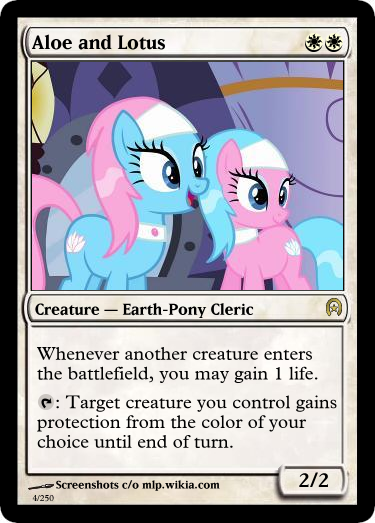 Aloe and Lotus
Creature — Earth-Pony Cleric
Whenever another creature enters
the battlefield, you may gain 1 life.
: Target creature you control gains
protection from the color of your
choice until end of turn.
Screenshots c/o mlp.wikia.com
2/2
4/250